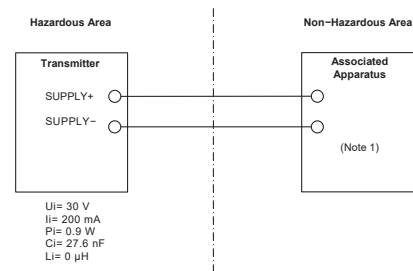 Hazardous Area
Non−Hazardous Area
Transmitter
SUPPLY+
SUPPLY−
Associated
Apparatus
(Note 1)
Ui= 30 V
Ii= 200 mA
Pi= 0.9 W
Ci= 27.6 nF
Li= 0 µH